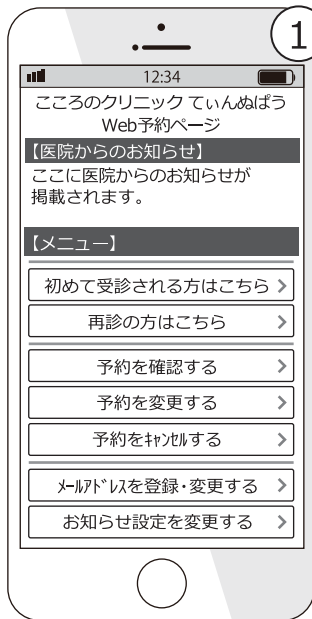 ①
12:34
こころのクリニック てぃんぬぱう
Web予約ページ
【医院からのお知らせ】
ここに医院からのお知らせが
掲載されます。
【メニュー】
初めて受診される方はこちら
再診の方はこちら
予約を確認する
予約を変更する
予約をｷｬﾝｾﾙする
ﾒｰﾙｱﾄﾞﾚｽを登録・変更する
お知らせ設定を変更する